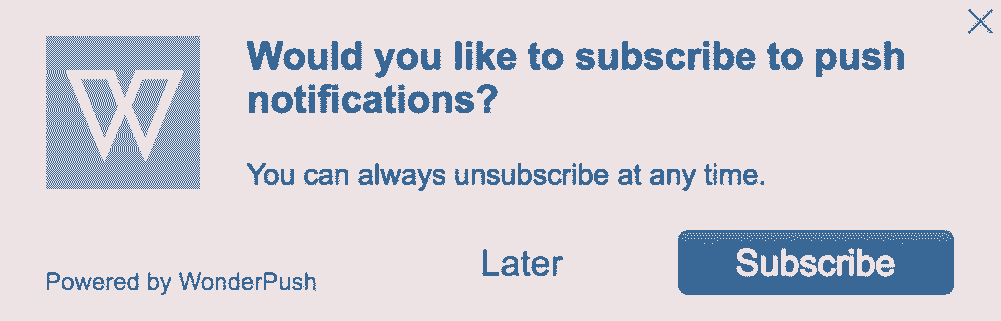 Would you like to subscribe to push
notifications?
You can always unsubscribe at any time.
Later
Subscribe
Powered by WonderPush